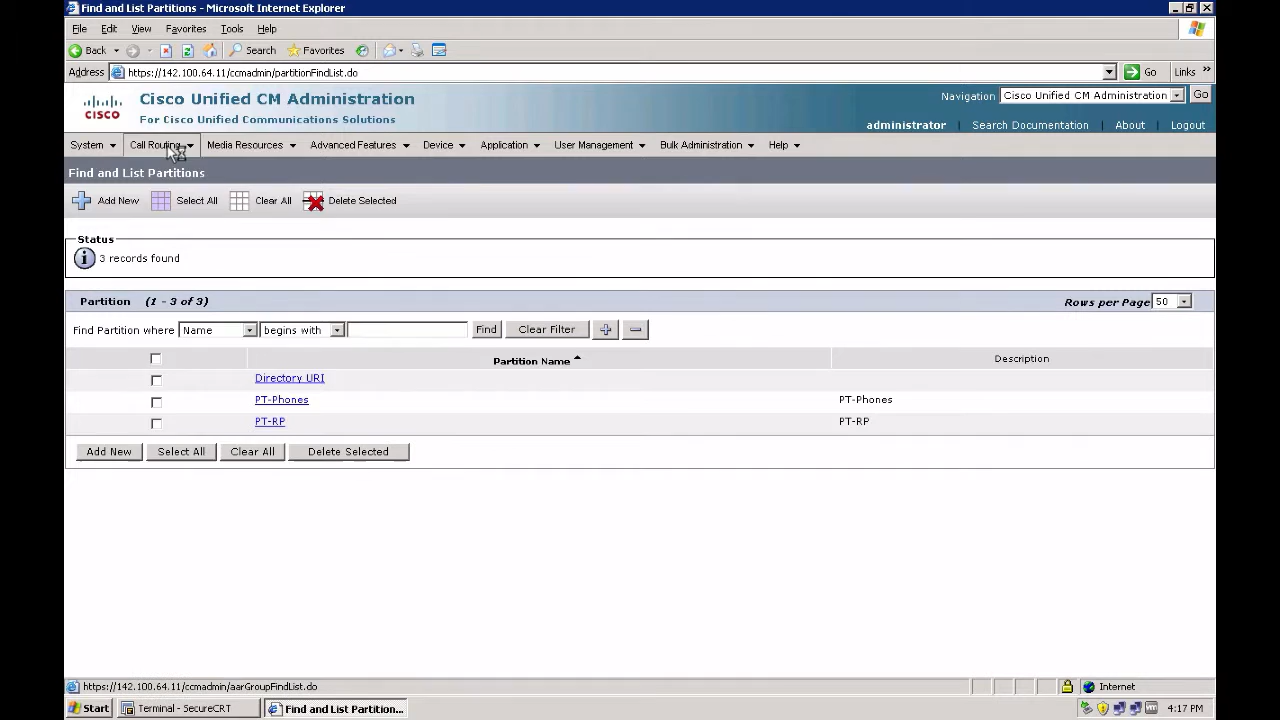 Find and List Partitions - Microsoft Internet Explorer
File Edit View Favorites Tools Help
Back Search Favorites
Address https://142.100.64.11/ccmadmin/partitionFindList.do Go Links »
CISCO
Cisco Unified CM Administration
For Cisco Unified Communications Solutions
Navigation Cisco Unified CM Administration Go
administrator | Search Documentation | About | Logout
System Call Routing Media Resources Advanced Features Device Application User Management Bulk Administration Help
Find and List Partitions
Add New Select All Clear All Delete Selected
Status
3 records found
Partition (1 - 3 of 3) Rows per Page 50
Find Partition where Name begins with Find Clear Filter
Partition Name Description
Directory URI
PT-Phones PT-Phones
PT-RP PT-RP
Add New Select All Clear All Delete Selected
https://142.100.64.11/ccmadmin/aarGroupFindList.do Internet
Start Terminal - SecureCRT Find and List Partition... 4:17 PM